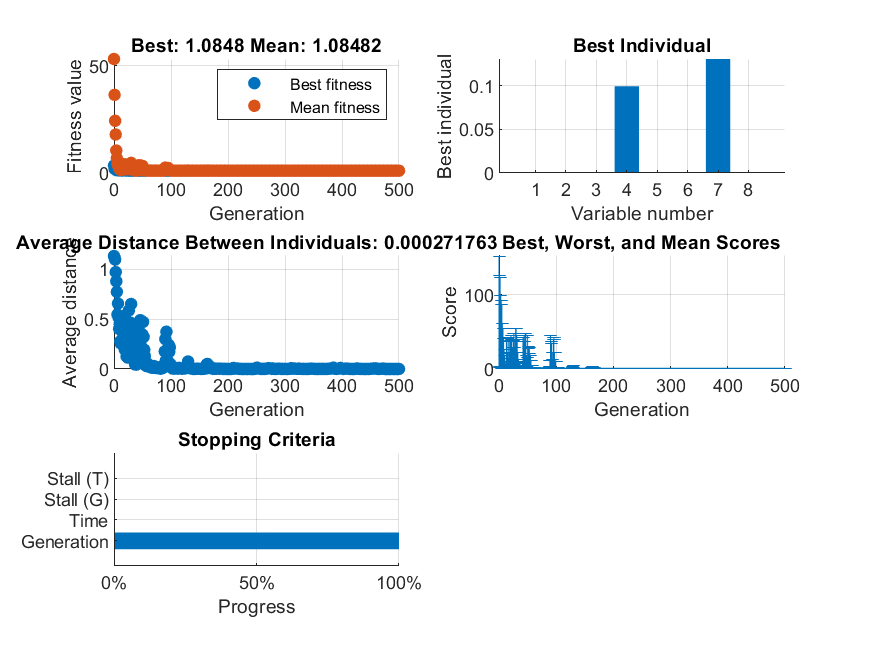 Best: 1.0848 Mean: 1.08482
Fitness value
50
0
Best fitness
Mean fitness
0 100 200 300 400 500
Generation
Best Individual
Best individual
0.1
0.05
0
1 2 3 4 5 6 7 8
Variable number
Average Distance Between Individuals: 0.000271763
Average distance
1
0.5
0
0 100 200 300 400 500
Generation
Best, Worst, and Mean Scores
Score
100
0
0 100 200 300 400 500
Generation
Stopping Criteria
Stall (T)
Stall (G)
Time
Generation
0% 50% 100%
Progress